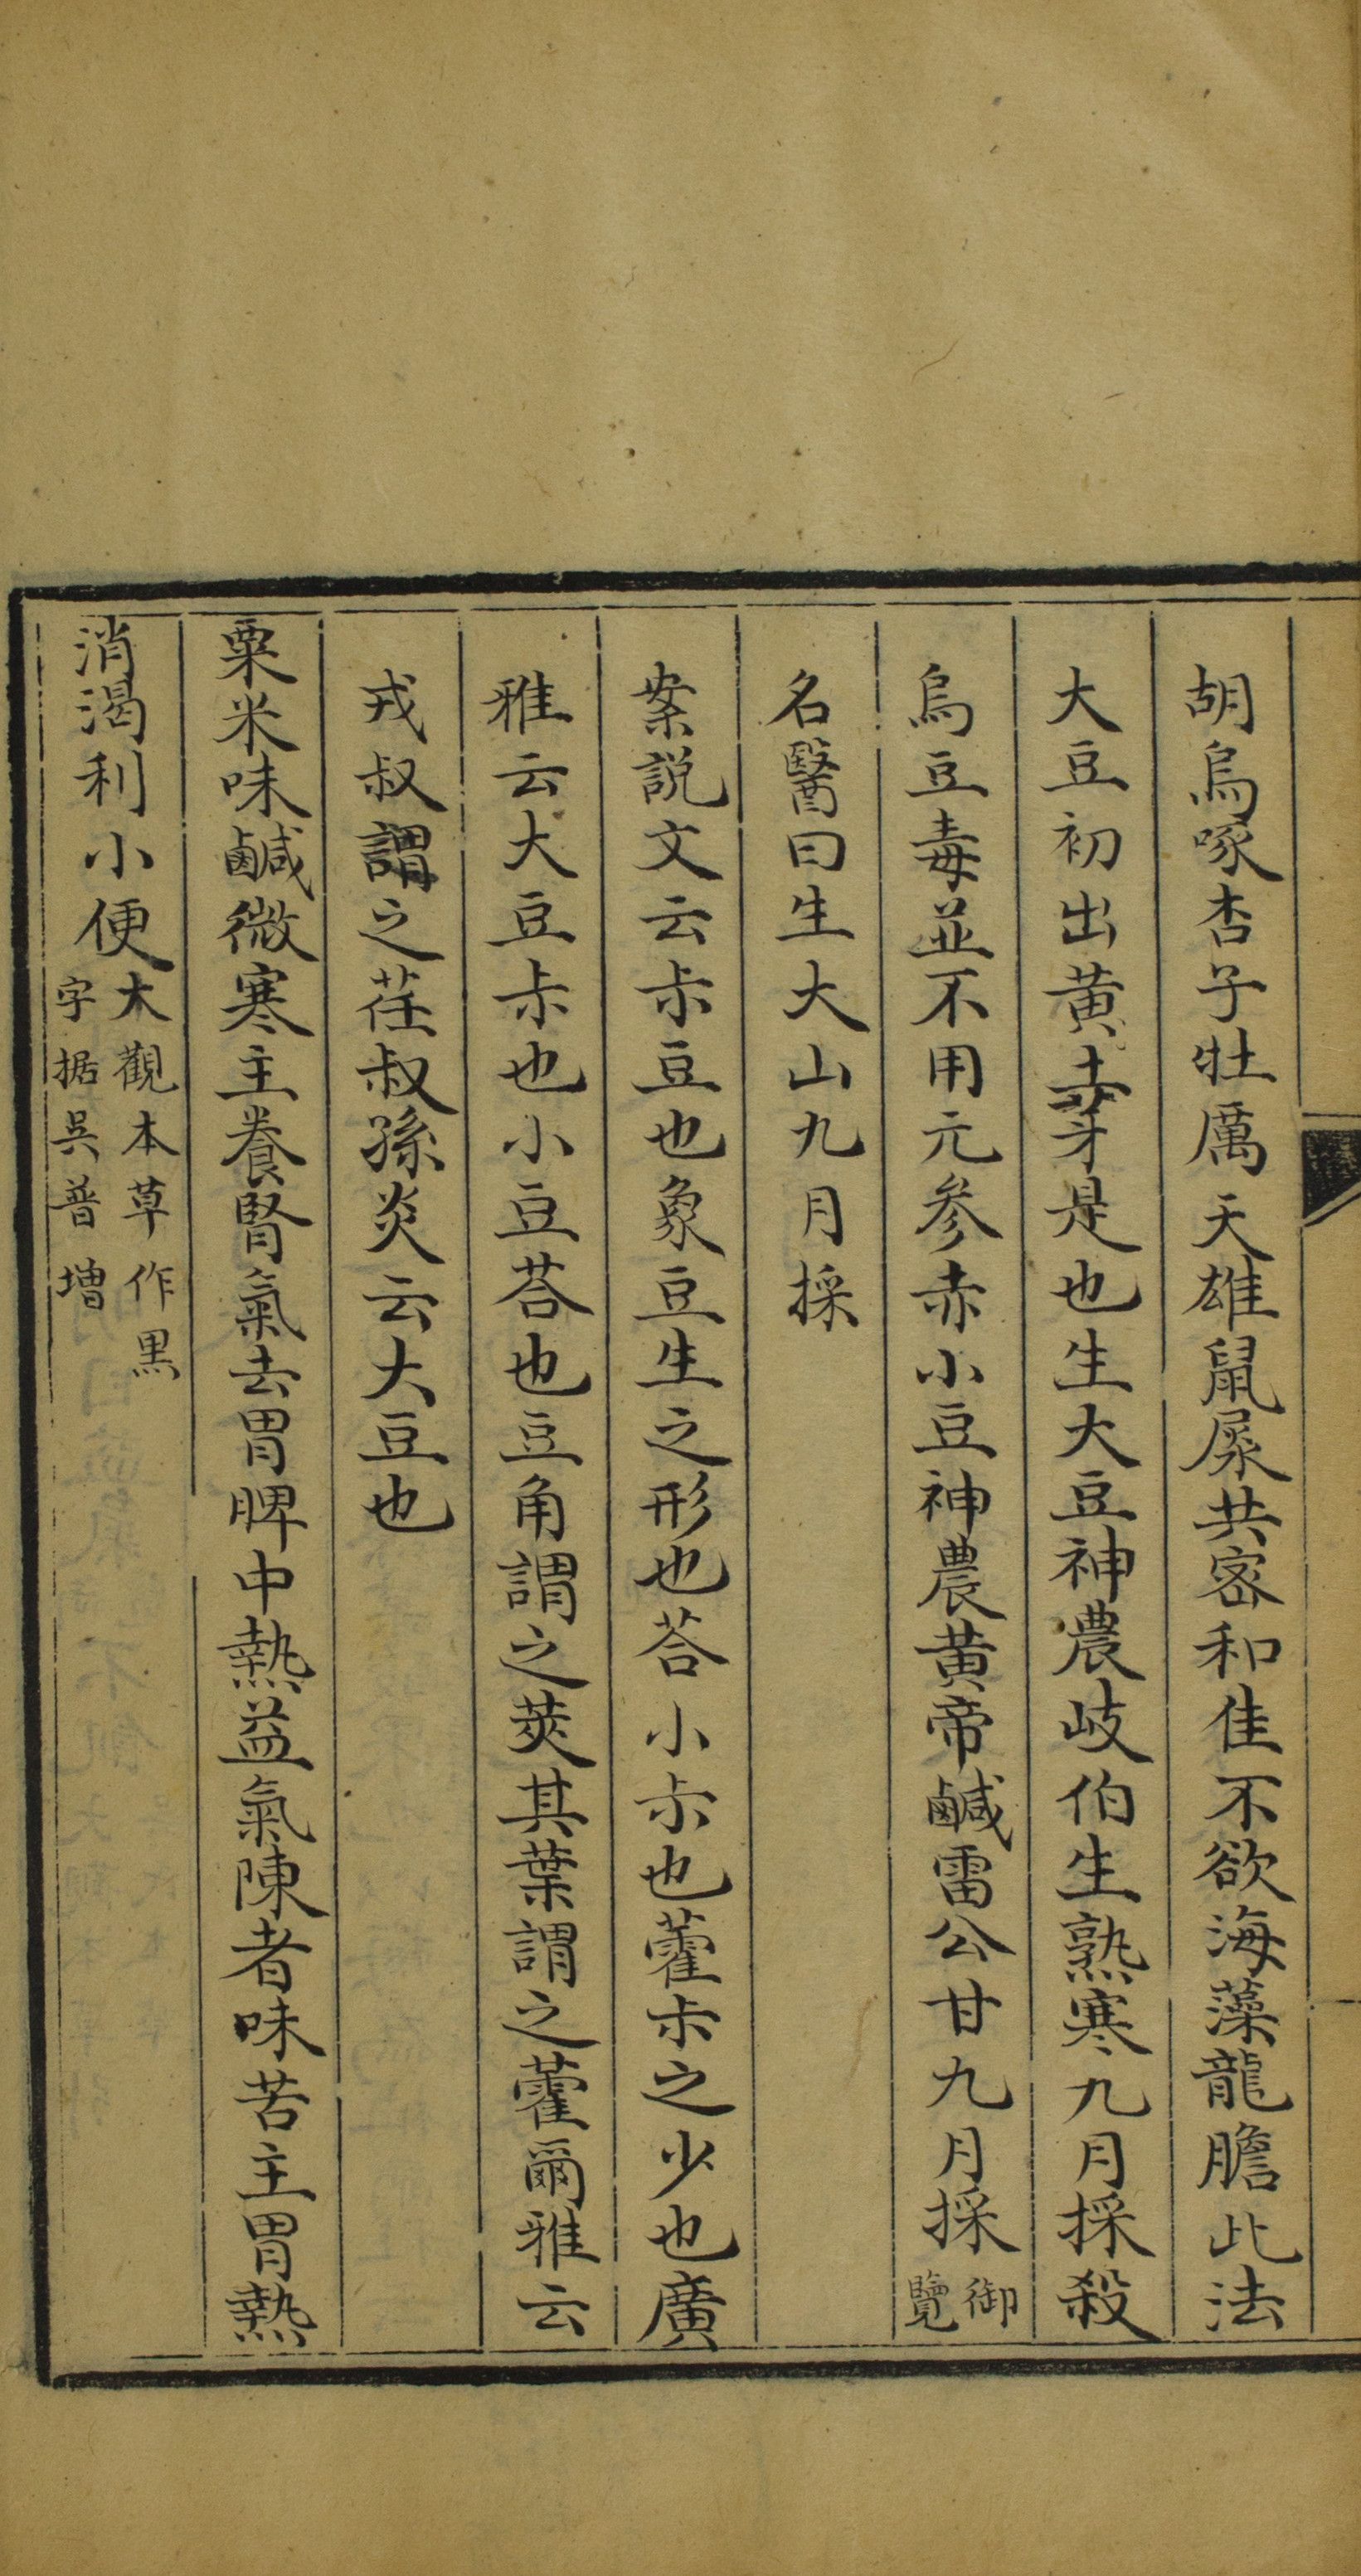 胡烏啄杏子牡厲天雄鼠屎共密和佳不欲海藻龍膽此法
大豆初出黄土芽是也生大豆神農歧伯生熟寒九月採殺
烏豆毒並不用元参赤小豆神農黄帝鹹雷公甘九月採御覽
名醫曰生大山九月採
案説文云尗豆也象豆生之形也荅小尗也藿尗之少也廣
雅云大豆尗也小豆荅也豆角謂之莢其葉謂之藿爾雅云
戎叔謂之荏叔孫炎云大豆也
粟米味鹹微寒主養腎氣去胃脾中熱益氣陳者味苦主胃熱
消渴利小便大觀本草作黒字据吳普增